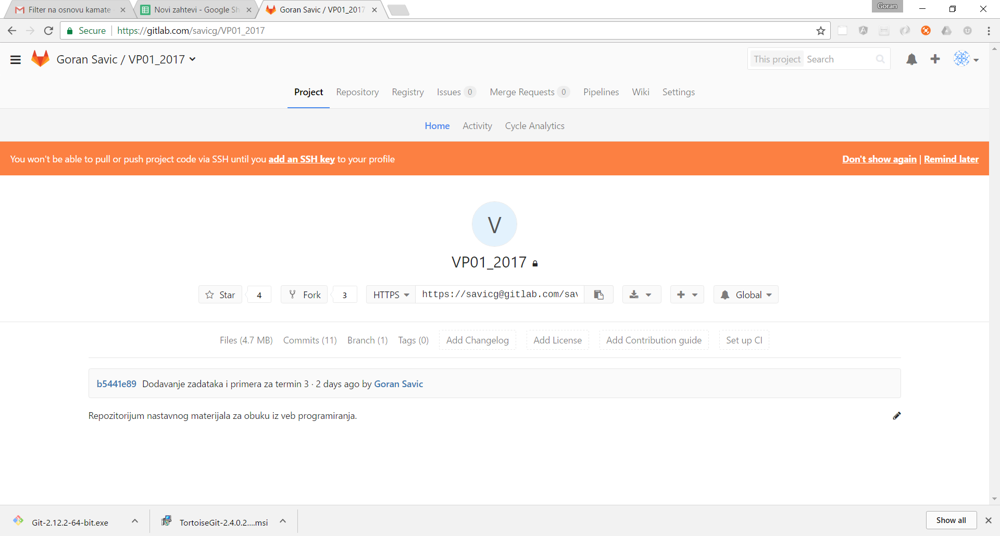 Filter na osnovu kamate
Novi zahtevi - Google Sh
Goran Savic / VP01_2017
Goran
Secure
https://gitlab.com/savicg/VP01_2017
Goran Savic / VP01_2017
This project Search
Project Repository Registry Issues 0 Merge Requests 0 Pipelines Wiki Settings
Home Activity Cycle Analytics
You won't be able to pull or push project code via SSH until you add an SSH key to your profile
Don't show again | Remind later
V
VP01_2017
Star 4 Fork 3 HTTPS https://savicg@gitlab.com/sav Global
Files (4.7 MB) Commits (11) Branch (1) Tags (0) Add Changelog Add License Add Contribution guide Set up CI
b5441e89 Dodavanje zadataka i primera za termin 3 · 2 days ago by Goran Savic
Repozitorijum nastavnog materijala za obuku iz veb programiranja.
Git-2.12.2-64-bit.exe
TortoiseGit-2.4.0.2....msi
Show all